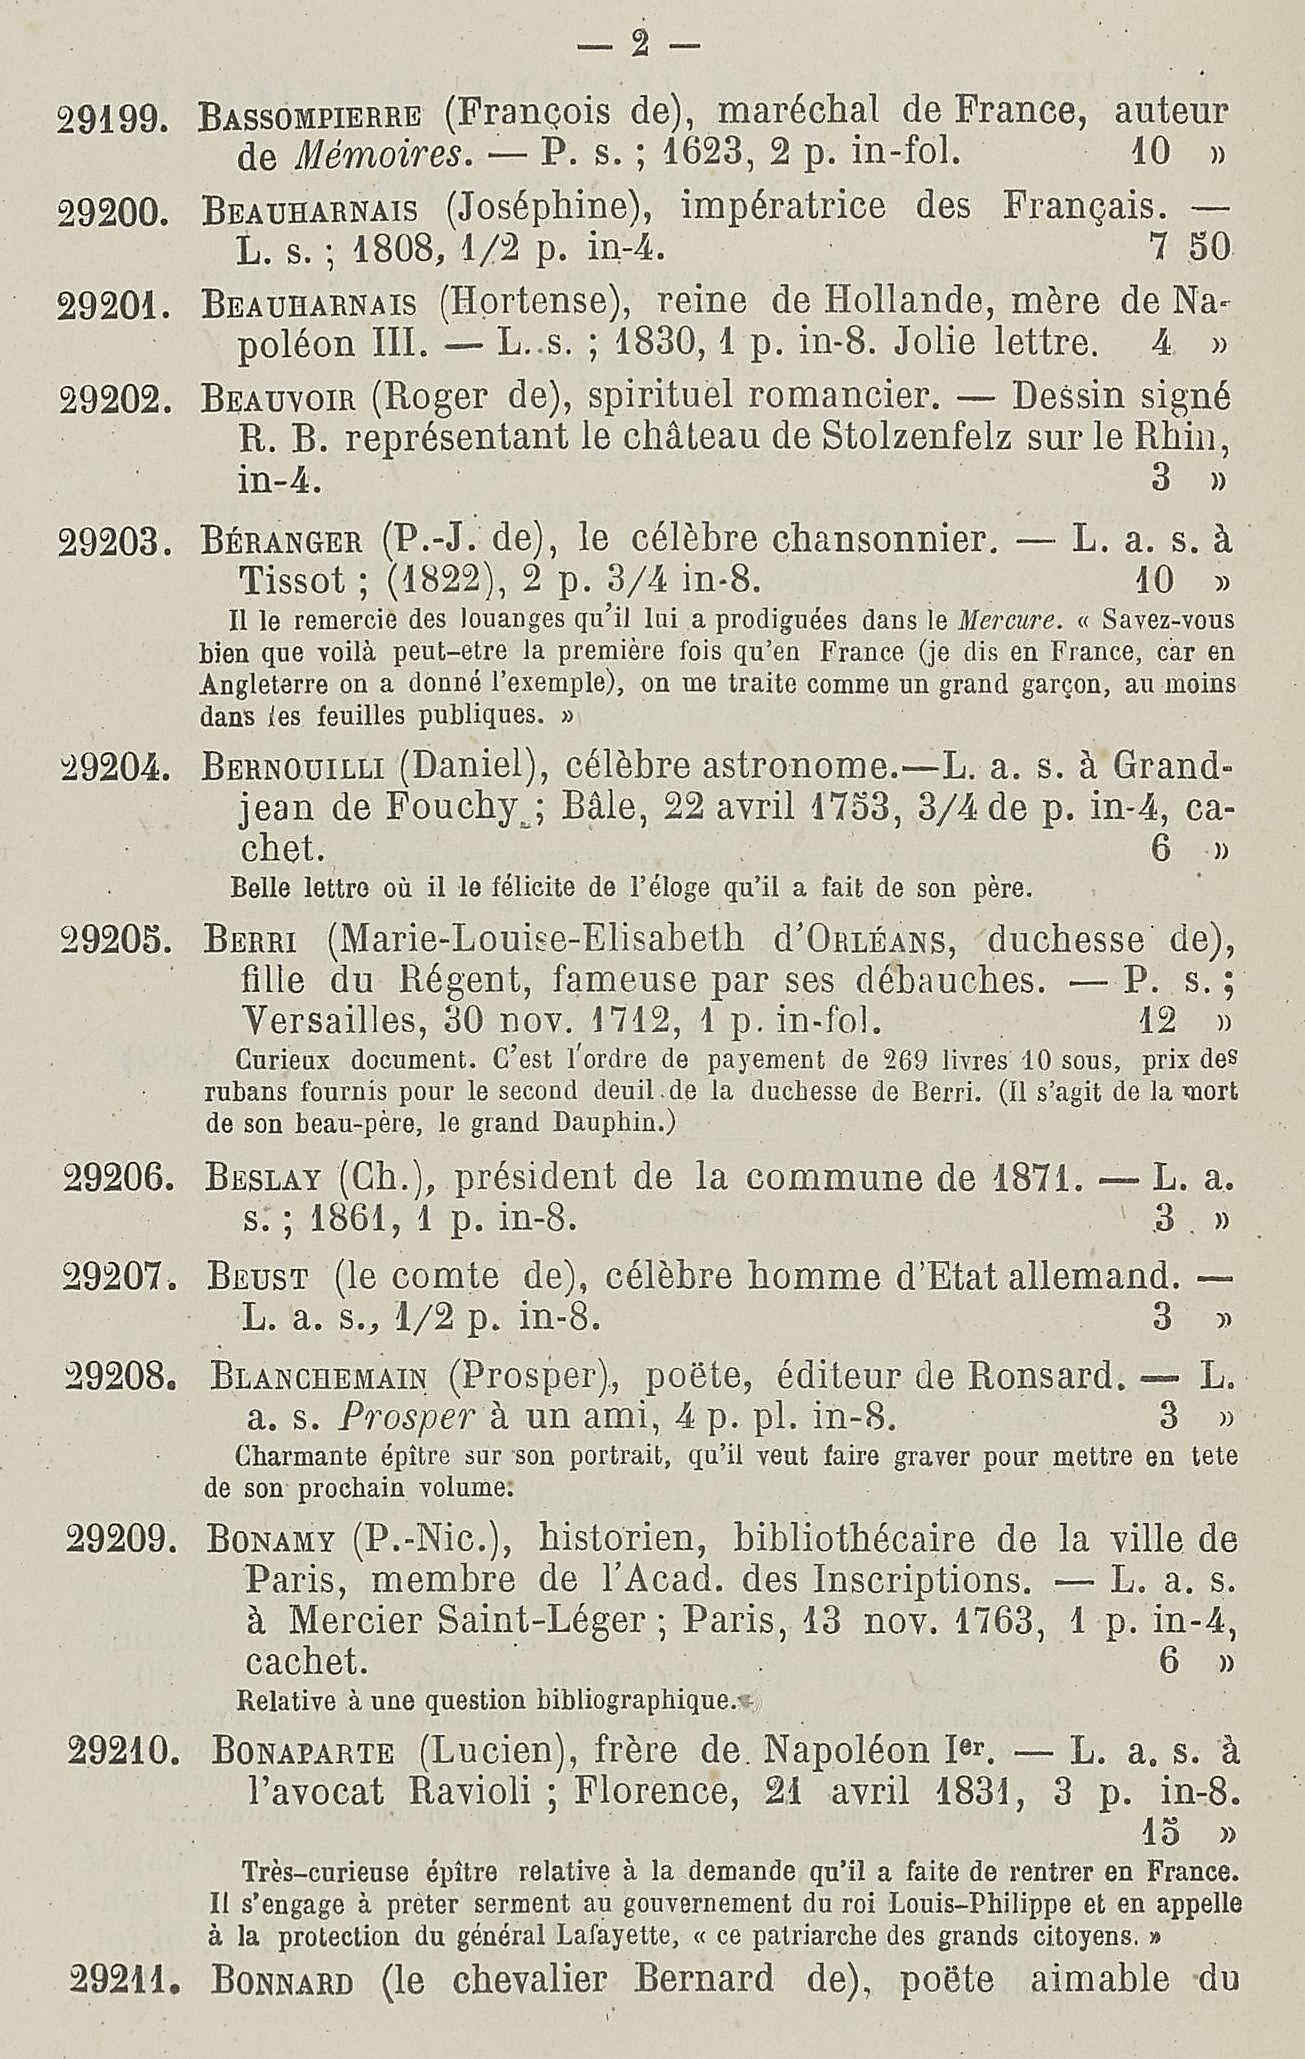 — 2 —
29199. BASSOMPIERRE (François de), maréchal de France, auteur
de Mémoires. — P. s. ; 1623, 2 p. in-fol. 10 »
29200. BEAUHARNAIS (Joséphine), impératrice des Français. —
L. s. ; 1808, 1/2 p. in-4. 7 50
29201. BEAUHARNAIS (Hortense), reine de Hollande, mère de Na-
poléon III. — L. s. ; 1830, 1 p. in-8. Jolie lettre. 4 »
29202. BEAUVOIR (Roger de), spirituel romancier. — Dessin signé
R. B. représentant le château de Stolzenfelz sur le Rhin,
in-4. 3 »
29203. BÉRANGER (P.-J. de), le célèbre chansonnier. — L. a. s. à
Tissot ; (1822), 2 p. 3/4 in-8. 10 »
Il le remercie des louanges qu'il lui a prodiguées dans le Mercure. « Savez-vous
bien que voilà peut-etre la première fois qu'en France (je dis en France, car en
Angleterre on a donné l'exemple), on me traite comme un grand garçon, au moins
dans les feuilles publiques. »
29204. BERNOUILLI (Daniel), célèbre astronome.—L. a. s. à Grand-
jean de Fouchy ; Bâle, 22 avril 1753, 3/4 de p. in-4, ca-
chet. 6 »
Belle lettre où il le félicite de l'éloge qu'il a fait de son père.
29205. BERRI (Marie-Louise-Elisabeth d'ORLÉANS, duchesse de),
fille du Régent, fameuse par ses débauches. — P. s. ;
Versailles, 30 nov. 1712, 1 p. in-fol. 12 »
Curieux document. C'est l'ordre de payement de 269 livres 10 sous, prix des
rubans fournis pour le second deuil de la duchesse de Berri. (Il s'agit de la mort
de son beau-père, le grand Dauphin.)
29206. BESLAY (Ch.), président de la commune de 1871. — L. a.
s. ; 1861, 1 p. in-8. 3 »
29207. BEUST (le comte de), célèbre homme d'Etat allemand. —
L. a. s., 1/2 p. in-8. 3 »
29208. BLANCHEMAIN (Prosper), poëte, éditeur de Ronsard. — L.
a. s. Prosper à un ami, 4 p. pl. in-8. 3 »
Charmante épître sur son portrait, qu'il veut faire graver pour mettre en tete
de son prochain volume.
29209. BONAMY (P.-Nic.), historien, bibliothécaire de la ville de
Paris, membre de l'Acad. des Inscriptions. — L. a. s.
à Mercier Saint-Léger ; Paris, 13 nov. 1763, 1 p. in-4,
cachet. 6 »
Relative à une question bibliographique.
29210. BONAPARTE (Lucien), frère de Napoléon Ier. — L. a. s. à
l'avocat Ravioli ; Florence, 21 avril 1831, 3 p. in-8.
15 »
Très-curieuse épître relative à la demande qu'il a faite de rentrer en France.
Il s'engage à prêter serment au gouvernement du roi Louis-Philippe et en appelle
à la protection du général Lafayette, « ce patriarche des grands citoyens. »
29211. BONNARD (le chevalier Bernard de), poëte aimable du